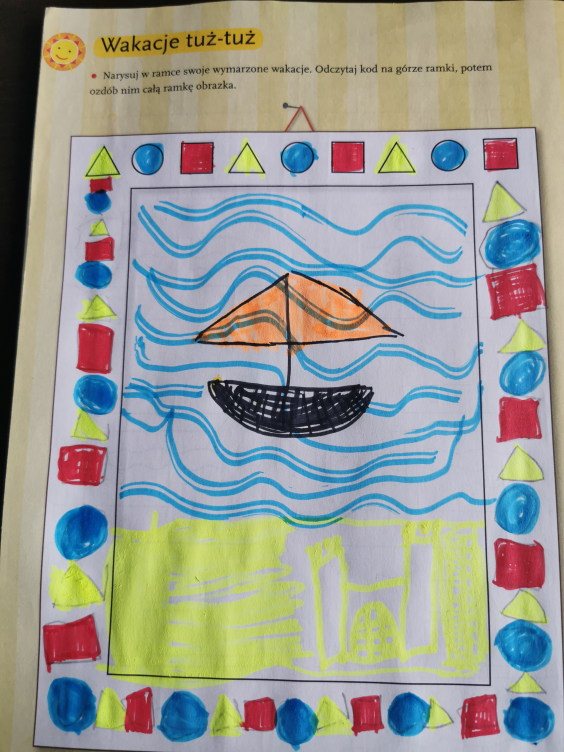 Wakacje tuż-tuż
• Narysuj w ramce swoje wymarzone wakacje. Odczytaj kod na górze ramki, potem
ozdób nim całą ramkę obrazka.